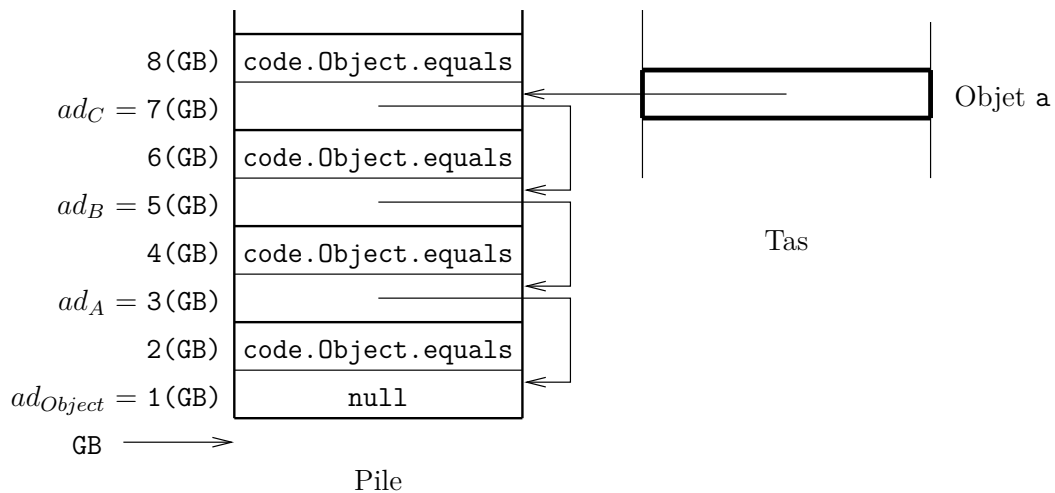 8(GB) code.Object.equals
ad_C = 7(GB) Objet a
6(GB) code.Object.equals
ad_B = 5(GB)
Tas
4(GB) code.Object.equals
ad_A = 3(GB)
2(GB) code.Object.equals
ad_Object = 1(GB) null
GB
Pile